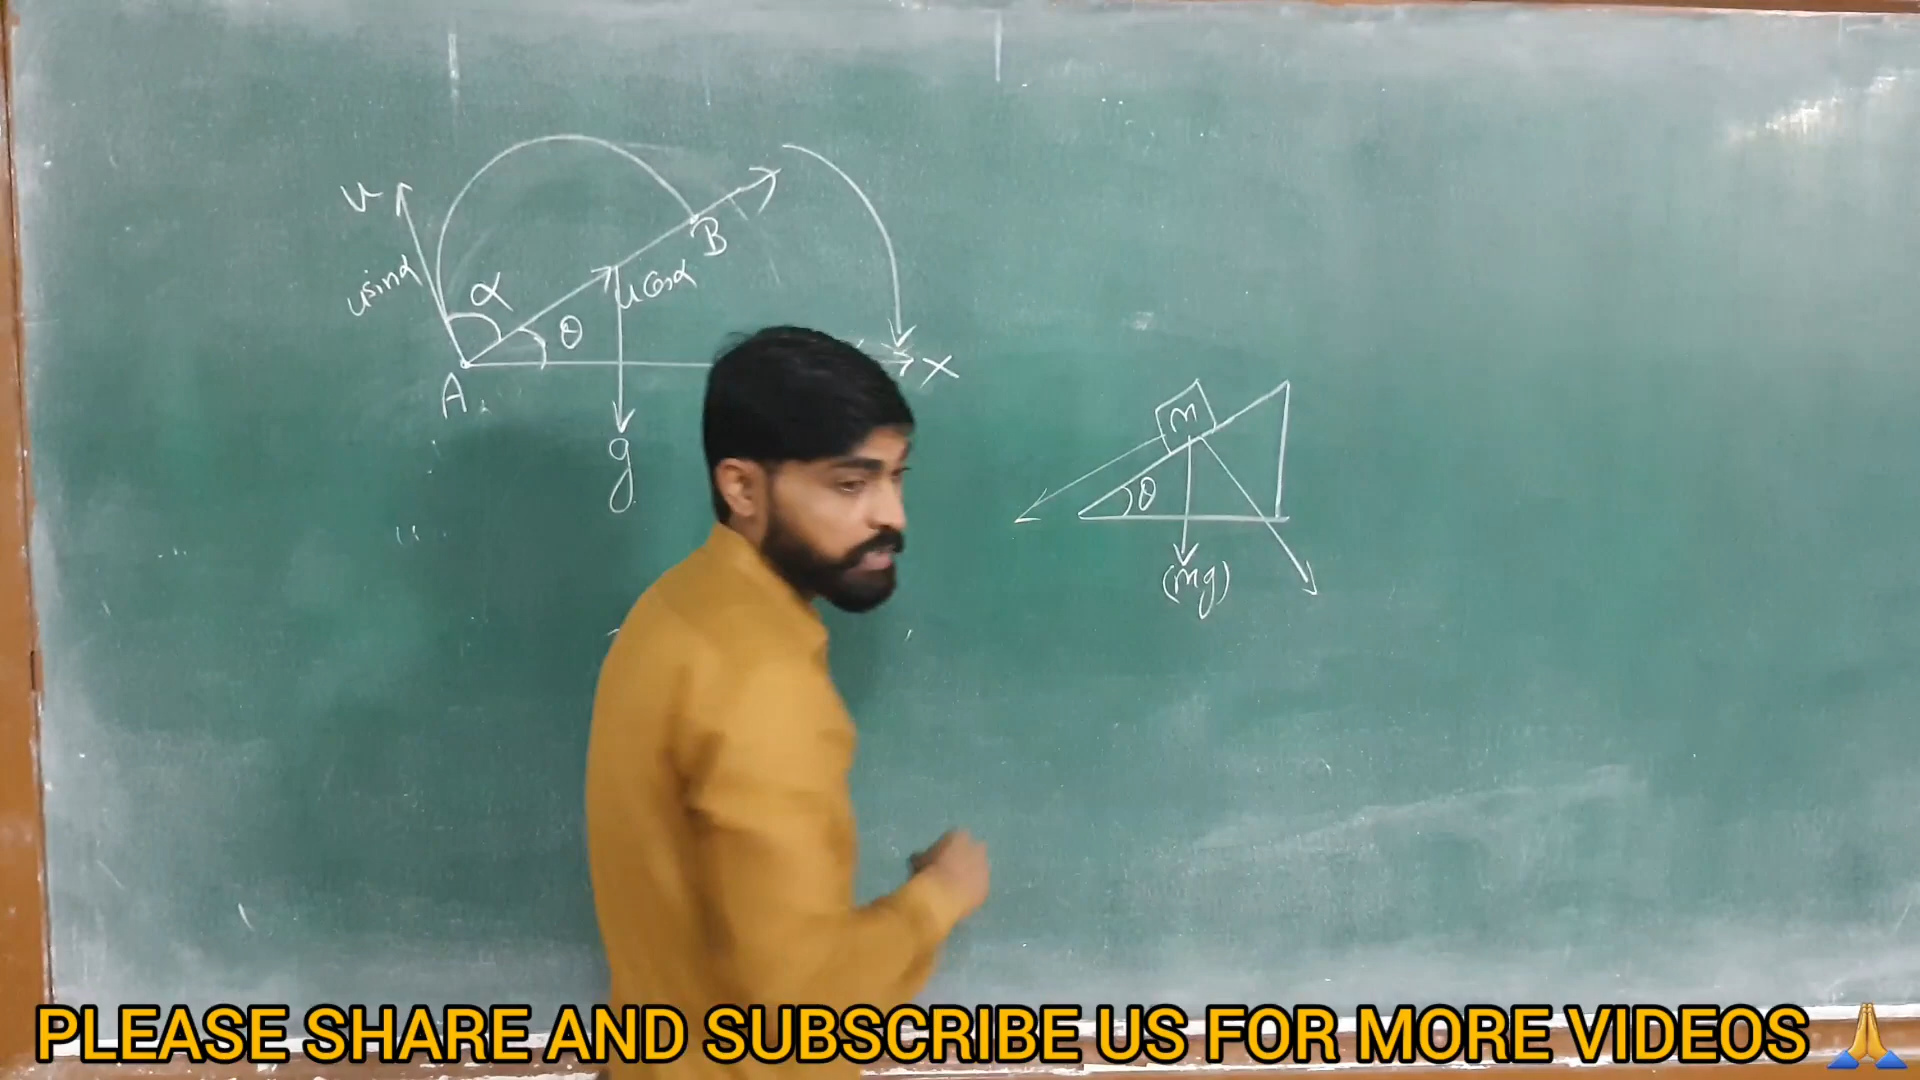 u
usinα
α
θ
ucosα
B
A
x
g
m
θ
(mg)
PLEASE SHARE AND SUBSCRIBE US FOR MORE VIDEOS 🙏